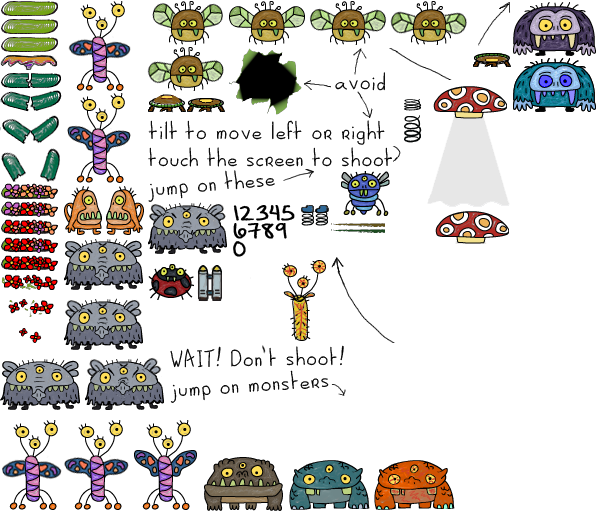 avoid
tilt to move left or right
touch the screen to shoot
jump on these
12345
6789
0
WAIT! Don't shoot!
jump on monsters